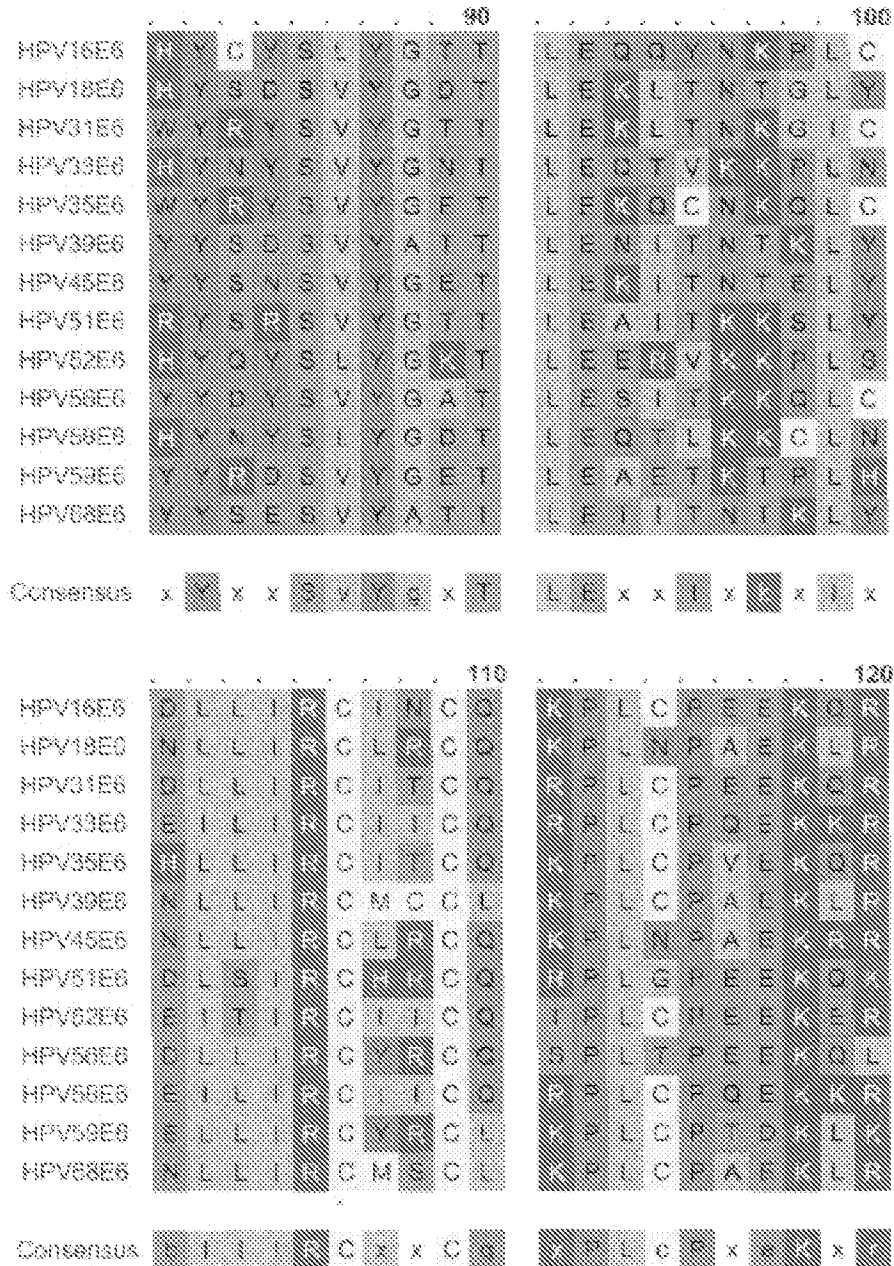 90 100
HPV16E6 H Y C Y S L Y G T T L E Q Q Y N K P L C
HPV18E6 H Y S D S V Y G D T L E K L T N T G L Y
HPV31E6 W Y R Y S V Y G T T L E K L T N K G I C
HPV33E6 H Y N Y S V Y G N T L E Q T V K K P L N
HPV35E6 W Y R Y S V Y G E T L E K Q C N K Q L C
HPV39E6 Y Y S D S V Y A T T L E N I T N T K L Y
HPV45E6 Y Y S N S V Y G E T L E K I T N T E L Y
HPV51E6 R Y S R S V Y G T T L E A I T K K S L Y
HPV52E6 H Y Q Y S L Y G K T L E E R V K K P L S
HPV56E6 Y Y D Y S V Y G A T L E S I T K K Q L C
HPV58E6 H Y N Y S L Y G D T L E Q T L K K C L N
HPV59E6 Y Y R D S V Y G E T L E A E T K T P L H
HPV68E6 Y Y S E S V Y A T T L E T I T N T K L Y
Consensus x Y x x S v Y g x T L E x x t x k x l x
110 120
HPV16E6 D L L I R C I N C Q K P L C P E E K Q R
HPV18E6 N L L I R C L R C Q K P L N P A E K L R
HPV31E6 D L L I R C I T C Q R P L C P E E K Q R
HPV33E6 E I L I R C I I C Q R P L C P Q E K K R
HPV35E6 H L L I R C I T C Q K P L C P V E K Q R
HPV39E6 N L L I R C M C C L K P L C P A E K L R
HPV45E6 N L L I R C L R C Q K P L N P A E K R R
HPV51E6 D L S I R C H R C Q R P L G P E E K Q K
HPV52E6 E I T I R C I I C Q T P L C P E E K E R
HPV56E6 D L L I R C Y R C Q S P L T P E E K Q L
HPV58E6 E I L I R C I I C Q R P L C P Q E K K R
HPV59E6 E L L I R C Y R C L R P L C P T D K L K
HPV68E6 N L L I R C M S C L K P L C P A E K L R
Consensus l l I R C x x C q P L c P x e K x r